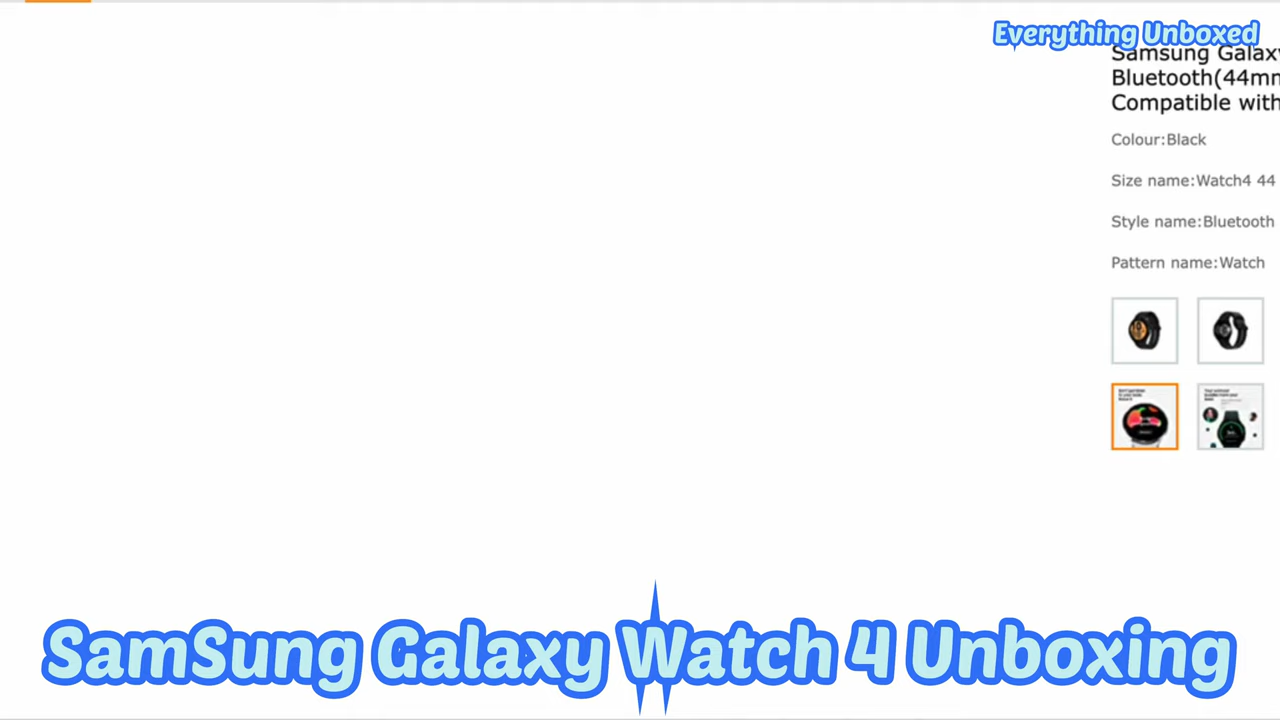 Everything Unboxed
Samsung Galaxy
Bluetooth(44mm
Compatible with
Colour:Black
Size name:Watch4 44
Style name:Bluetooth
Pattern name:Watch
SamSung Galaxy Watch 4 Unboxing